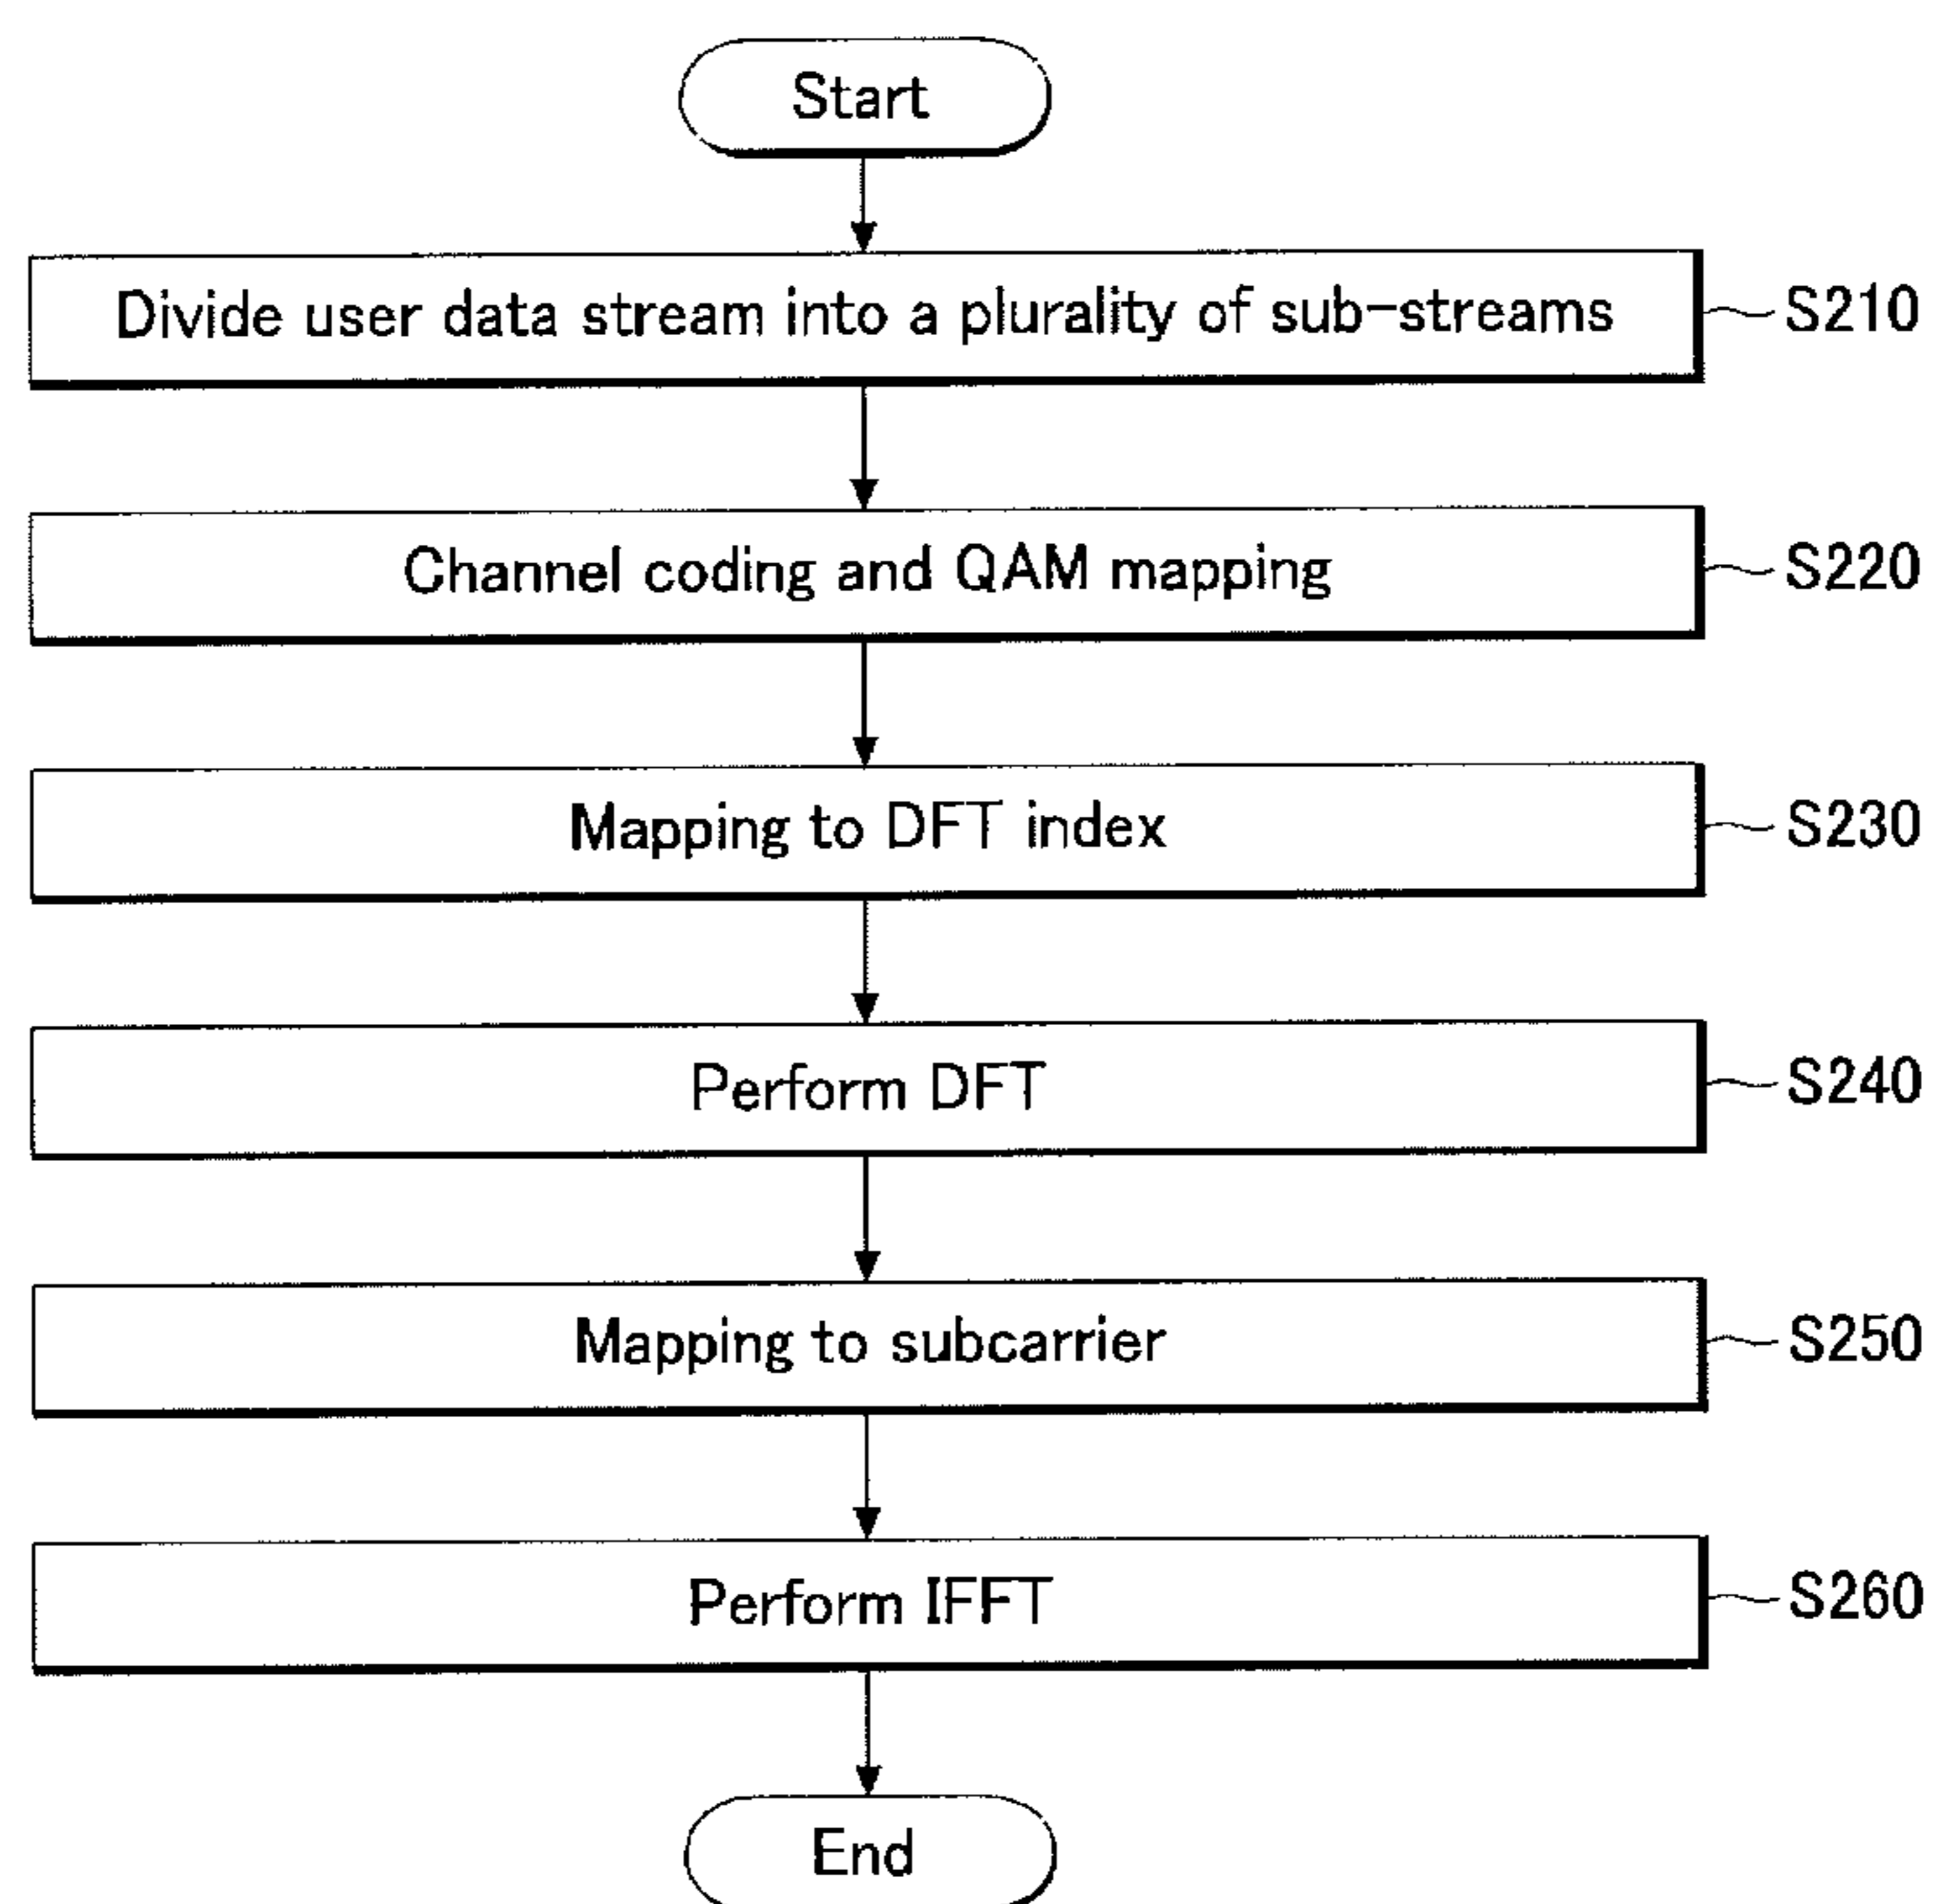 Start
Divide user data stream into a plurality of sub-streams
S210
Channel coding and QAM mapping
S220
Mapping to DFT index
S230
Perform DFT
S240
Mapping to subcarrier
S250
Perform IFFT
S260
End